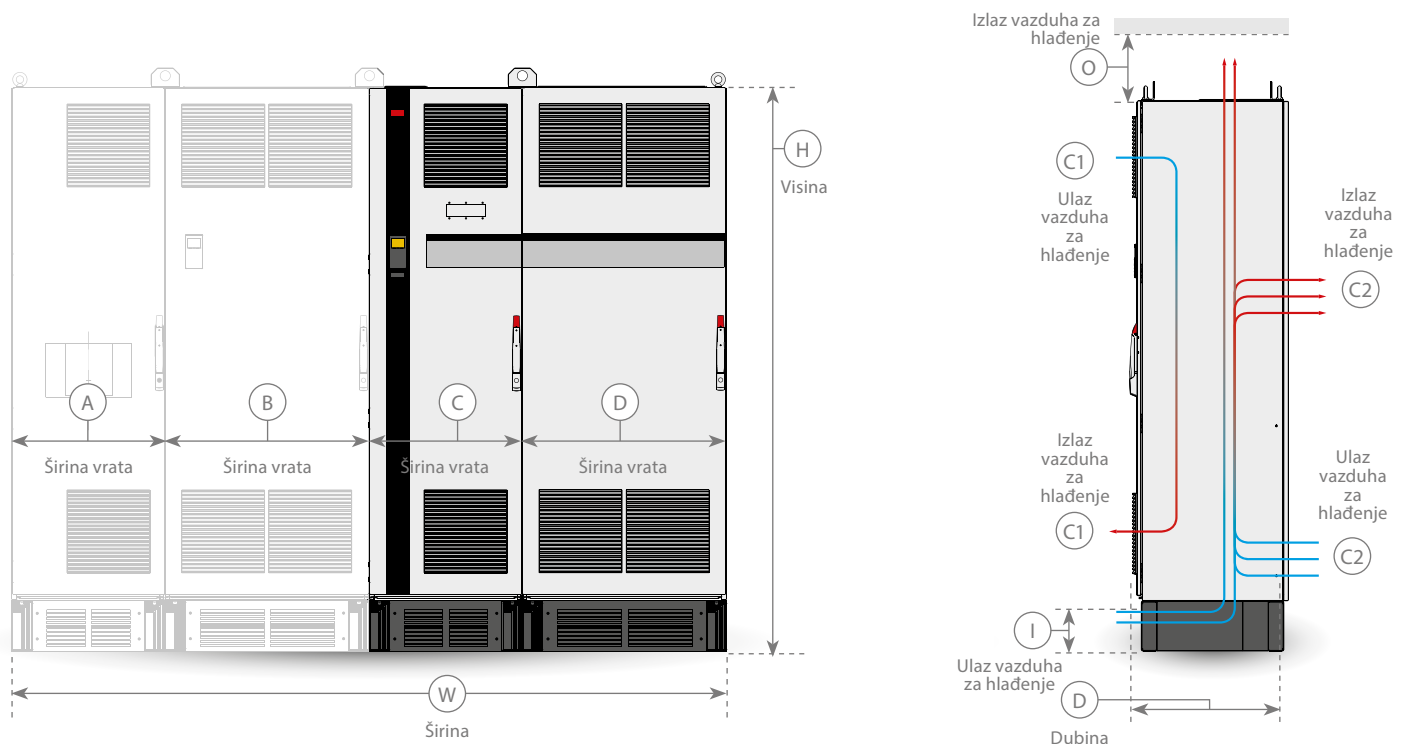 A
Širina vrata
B
Širina vrata
C
Širina vrata
D
Širina vrata
H
Visina
W
Širina
Izlaz vazduha za
hlađenje
O
C1
Ulaz
vazduha
za
hlađenje
Izlaz
vazduha
za
hlađenje
C2
Izlaz
vazduha
za
hlađenje
C1
Ulaz
vazduha
za
hlađenje
C2
I
Ulaz vazduha
za hlađenje
D
Dubina